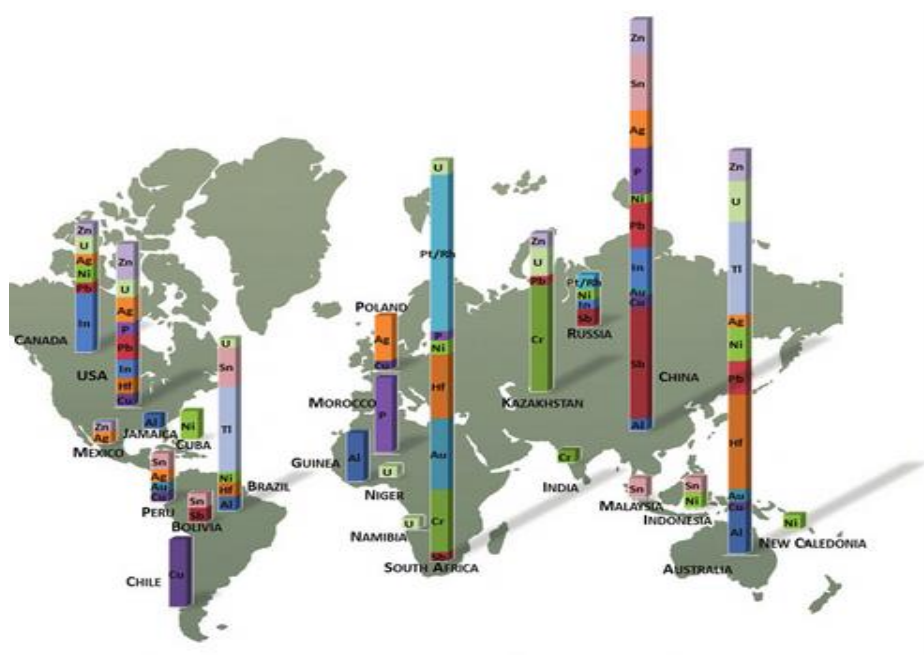 Zn
U
Ag
Ni
Pb
In
CANADA
Zn
U
Ag
P
Pb
In
Hf
Cu
USA
Zn
Ag
MEXICO
Al
JAMAICA
Ni
CUBA
Sn
Ag
Au
Cu
PERU
Sn
Sb
BOLIVIA
U
Sn
Tl
Ni
Hf
Al
BRAZIL
Cu
CHILE
POLAND
Ag
Cu
MOROCCO
P
GUINEA
Al
U
NIGER
U
NAMIBIA
U
Pt/Rh
P
Ni
Hf
Au
Cr
Sb
SOUTH AFRICA
Zn
U
Pb
Cr
KAZAKHSTAN
Pt/Rh
Ni
In
Sb
RUSSIA
Zn
Sn
Ag
P
Ni
Pb
In
Au
Cu
Sb
Al
CHINA
Cr
INDIA
Sn
MALAYSIA
Sn
Ni
INDONESIA
Zn
U
Tl
Ag
Ni
Pb
Hf
Au
Cu
Al
AUSTRALIA
Ni
NEW CALEDONIA